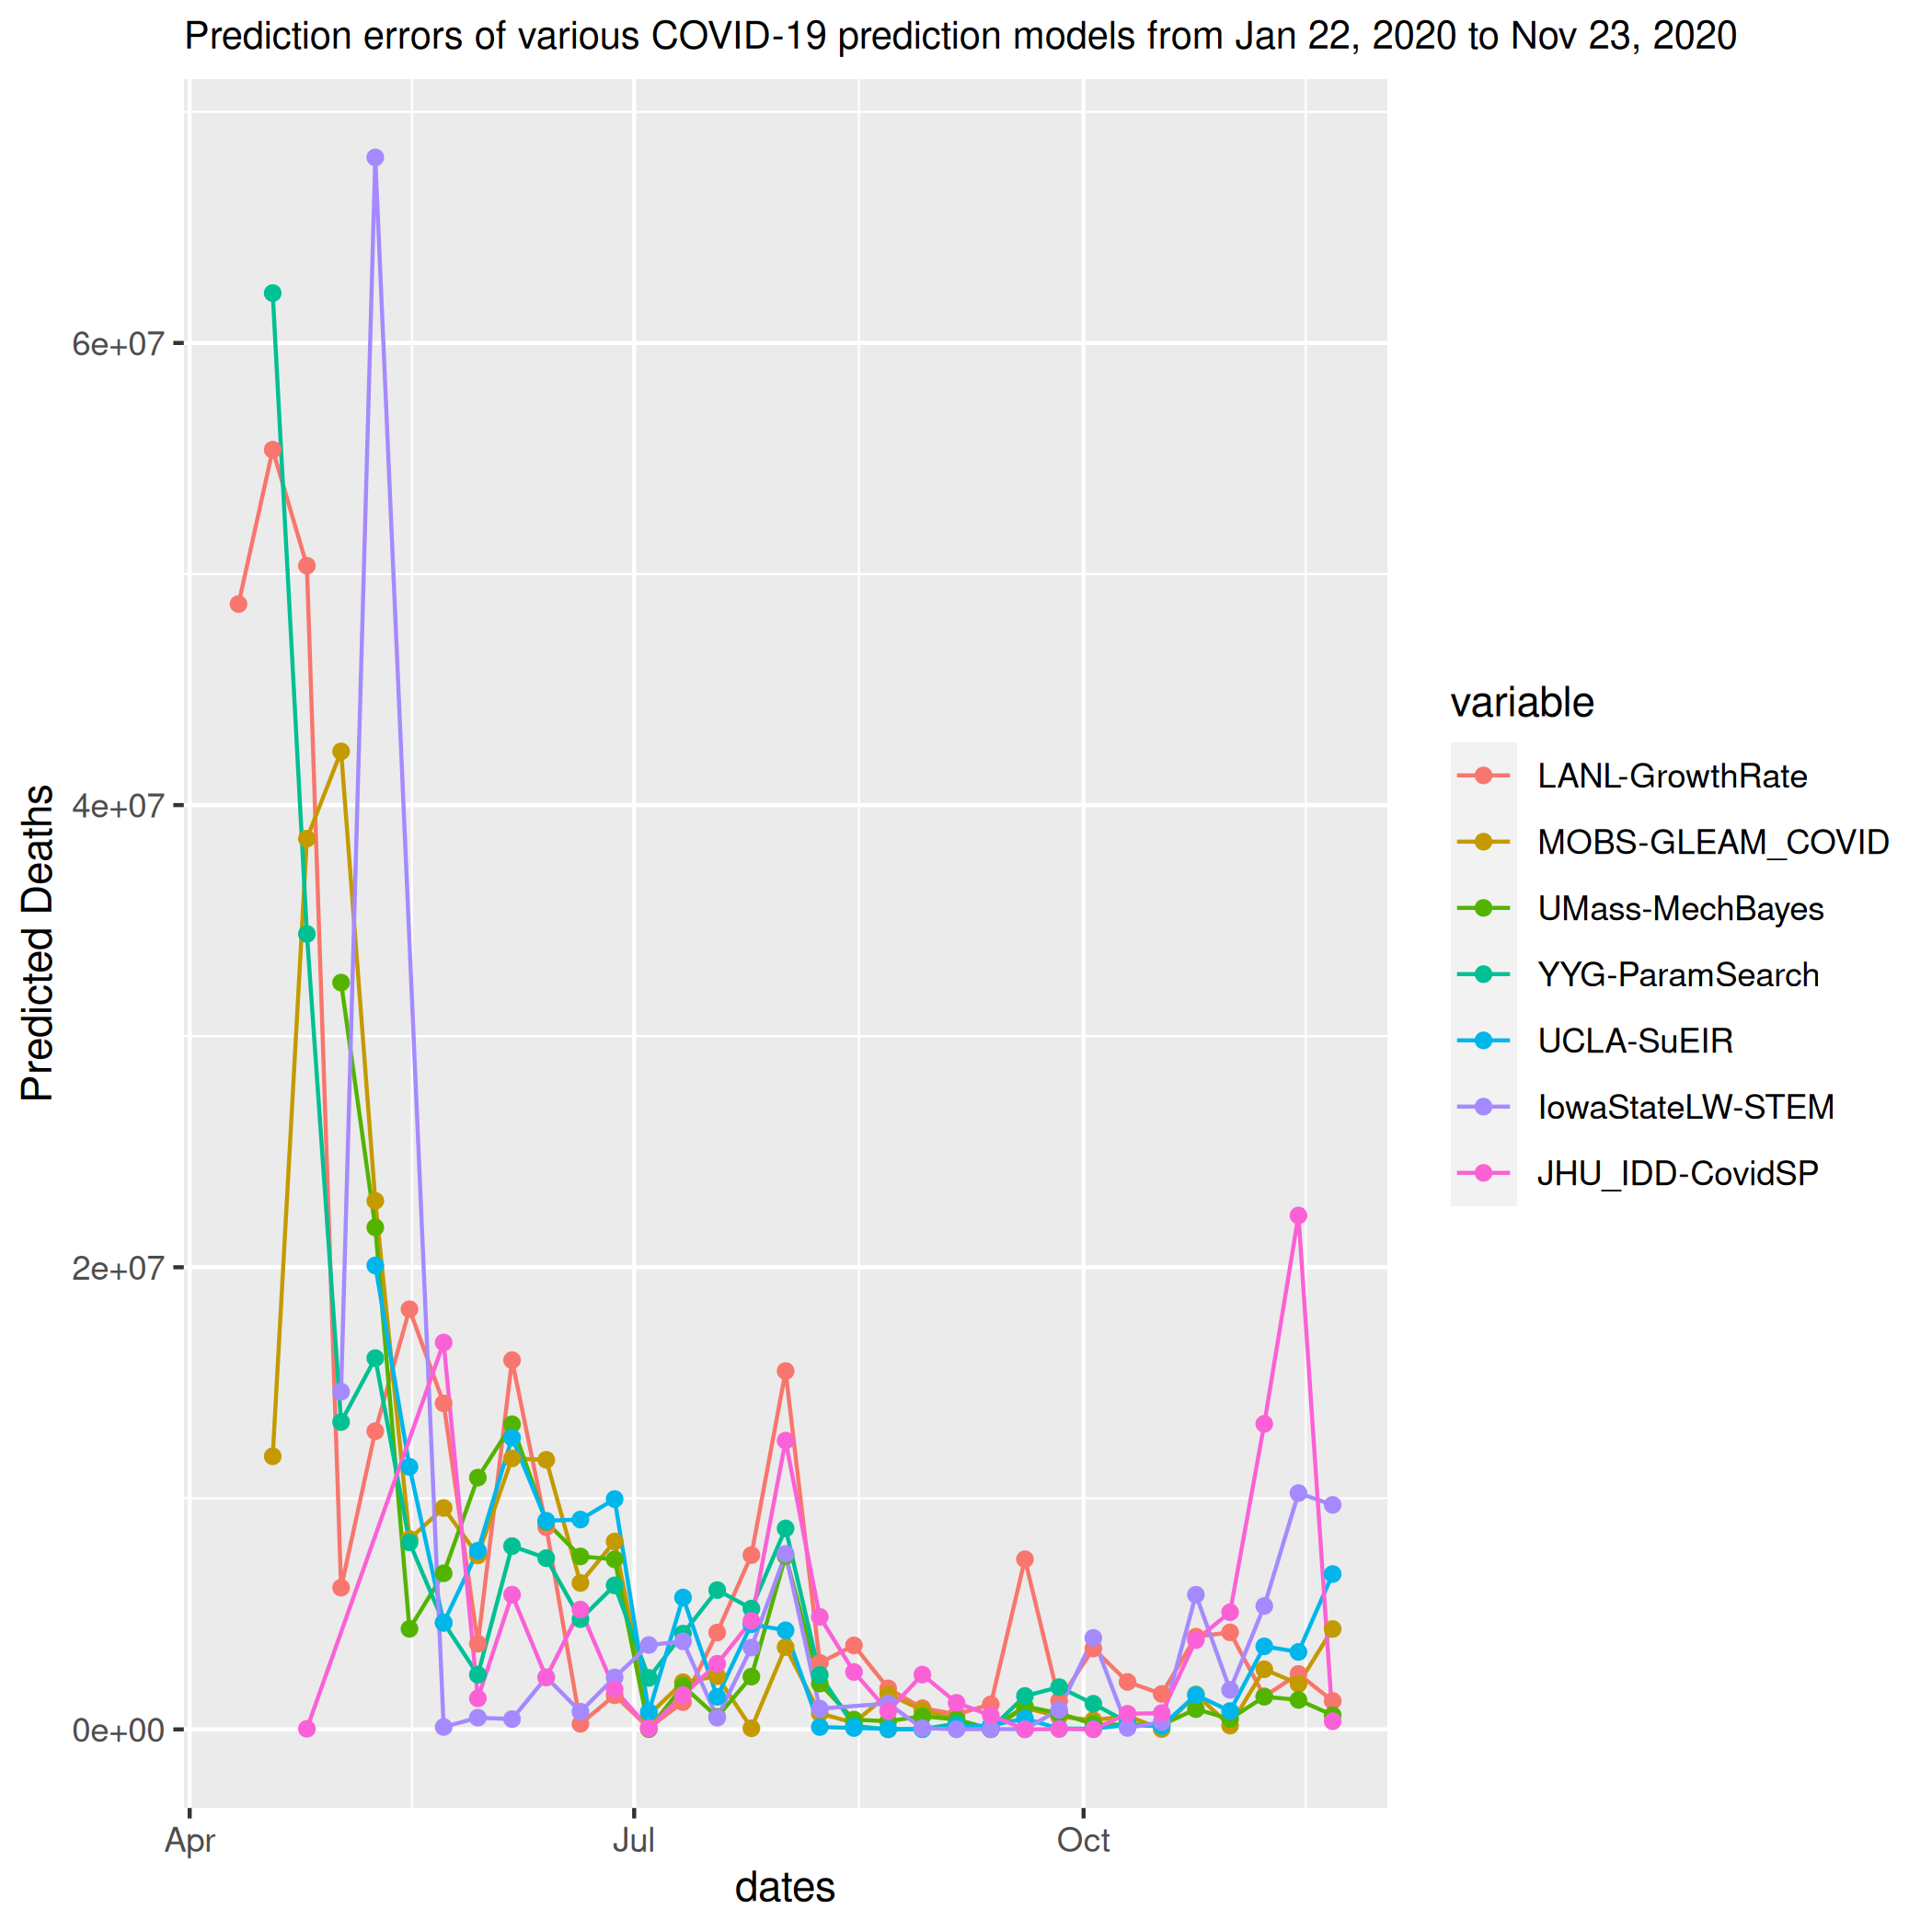 Prediction errors of various COVID-19 prediction models from Jan 22, 2020 to Nov 23, 2020
Predicted Deaths
6e+07
4e+07
2e+07
0e+00
Apr
Jul
Oct
dates
variable
LANL-GrowthRate
MOBS-GLEAM_COVID
UMass-MechBayes
YYG-ParamSearch
UCLA-SuEIR
IowaStateLW-STEM
JHU_IDD-CovidSP